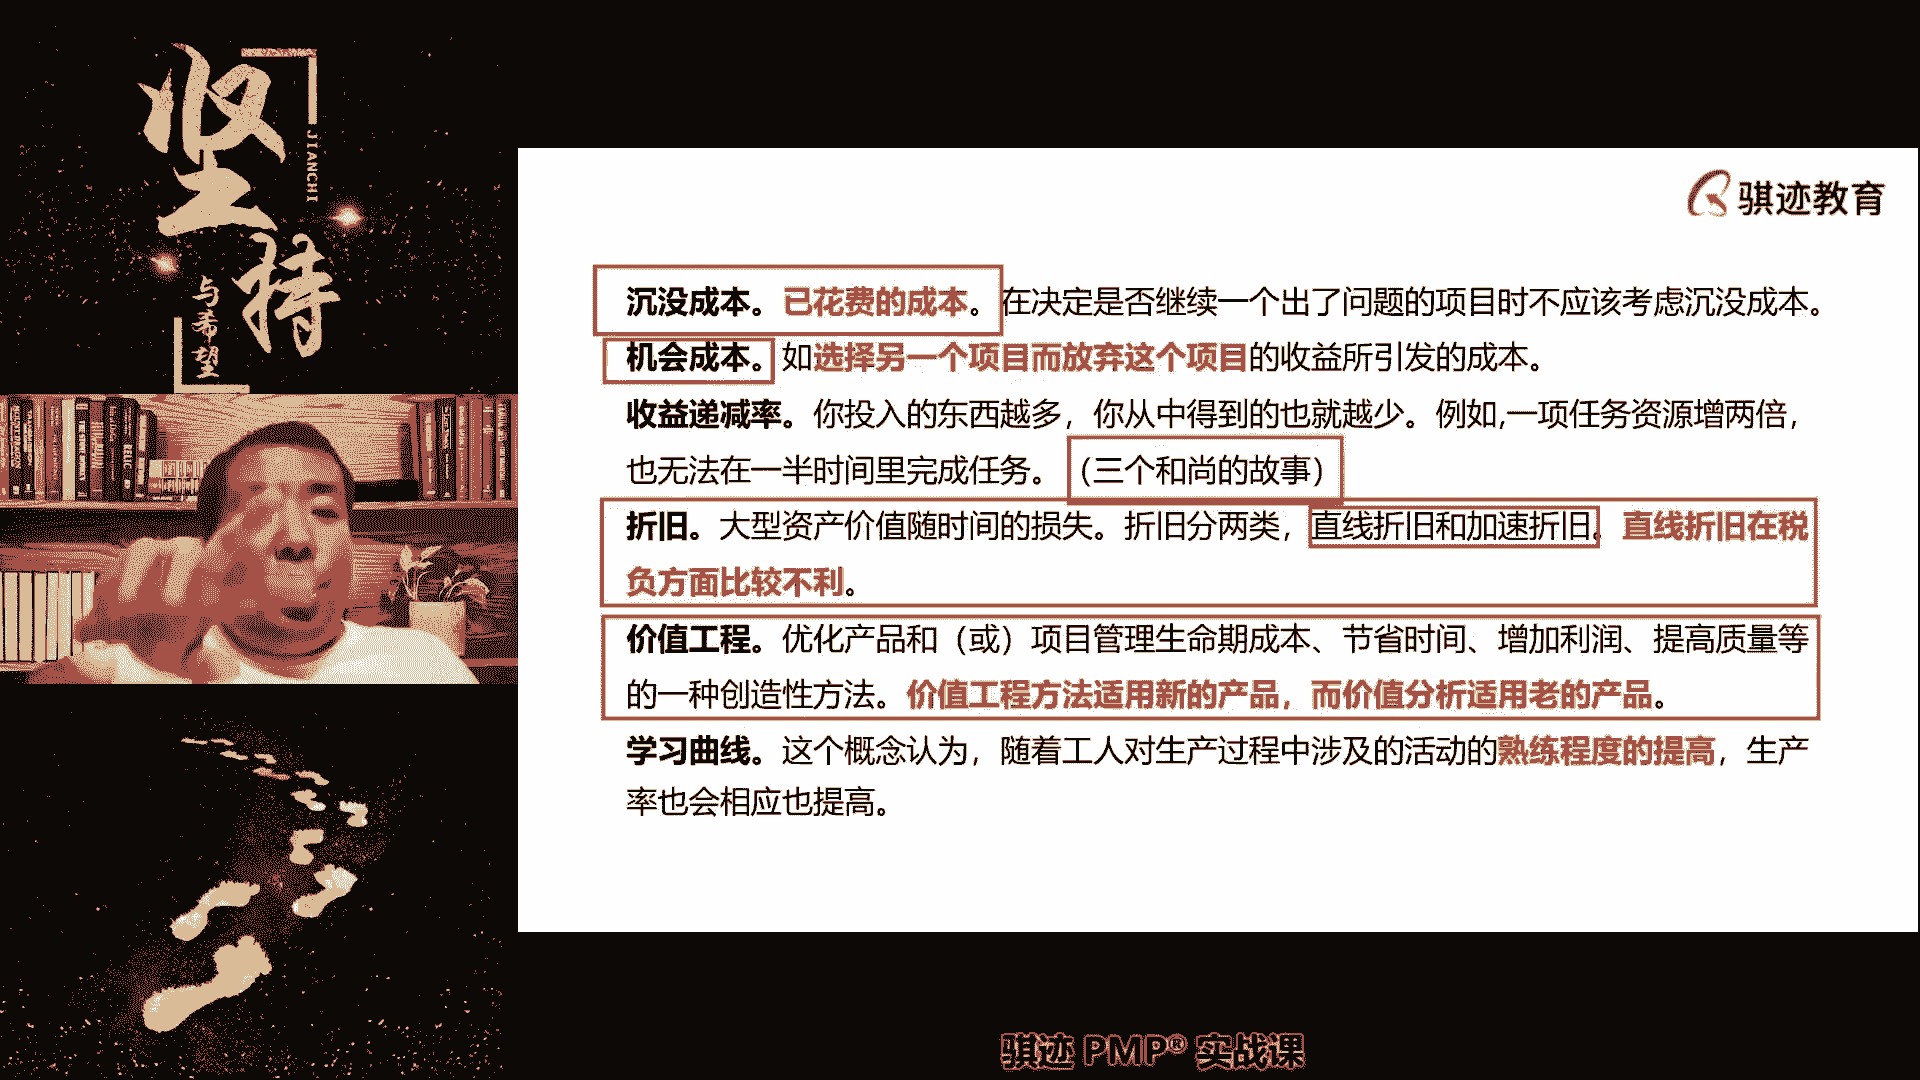 坚持
JIANCHI
与希望
骐迹教育
沉没成本。已花费的成本。在决定是否继续一个出了问题的项目时不应该考虑沉没成本。
机会成本。如选择另一个项目而放弃这个项目的收益所引发的成本。
收益递减率。你投入的东西越多，你从中得到的也就越少。例如,一项任务资源增两倍，
也无法在一半时间里完成任务。（三个和尚的故事）
折旧。大型资产价值随时间的损失。折旧分两类，直线折旧和加速折旧。直线折旧在税
负方面比较不利。
价值工程。优化产品和（或）项目管理生命期成本、节省时间、增加利润、提高质量等
的一种创造性方法。价值工程方法适用新的产品，而价值分析适用老的产品。
学习曲线。这个概念认为，随着工人对生产过程中涉及的活动的熟练程度的提高，生产
率也会相应也提高。
骐迹 PMP® 实战课